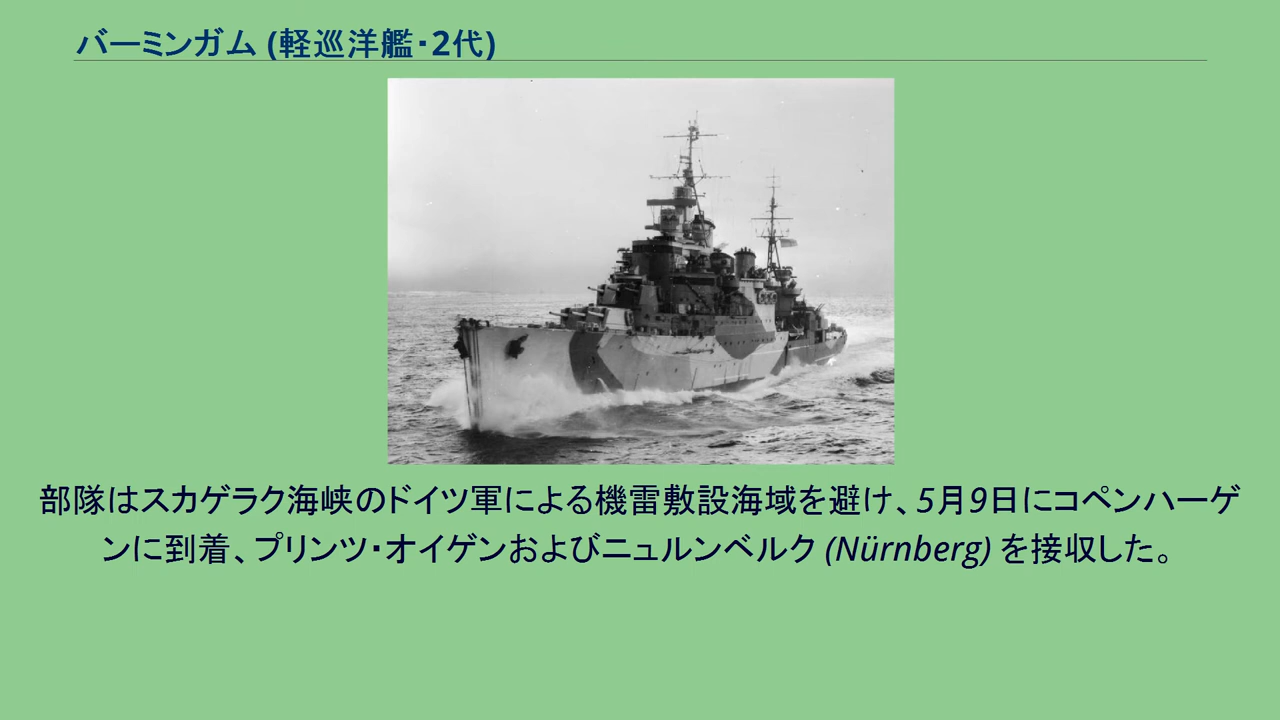 バーミンガム (軽巡洋艦・2代)
部隊はスカゲラク海峡のドイツ軍による機雷敷設海域を避け、5月9日にコペンハーゲ
ンに到着、プリンツ・オイゲンおよびニュルンベルク (Nürnberg) を接収した。